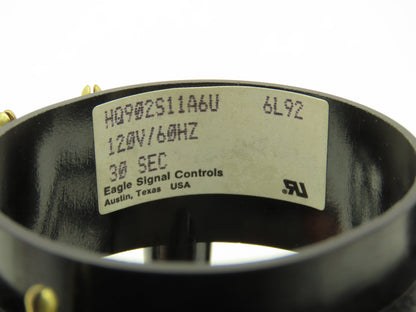 HQ902S11A6U 6L92
120V/60HZ
30 SEC
Eagle Signal Controls
Austin, Texas USA